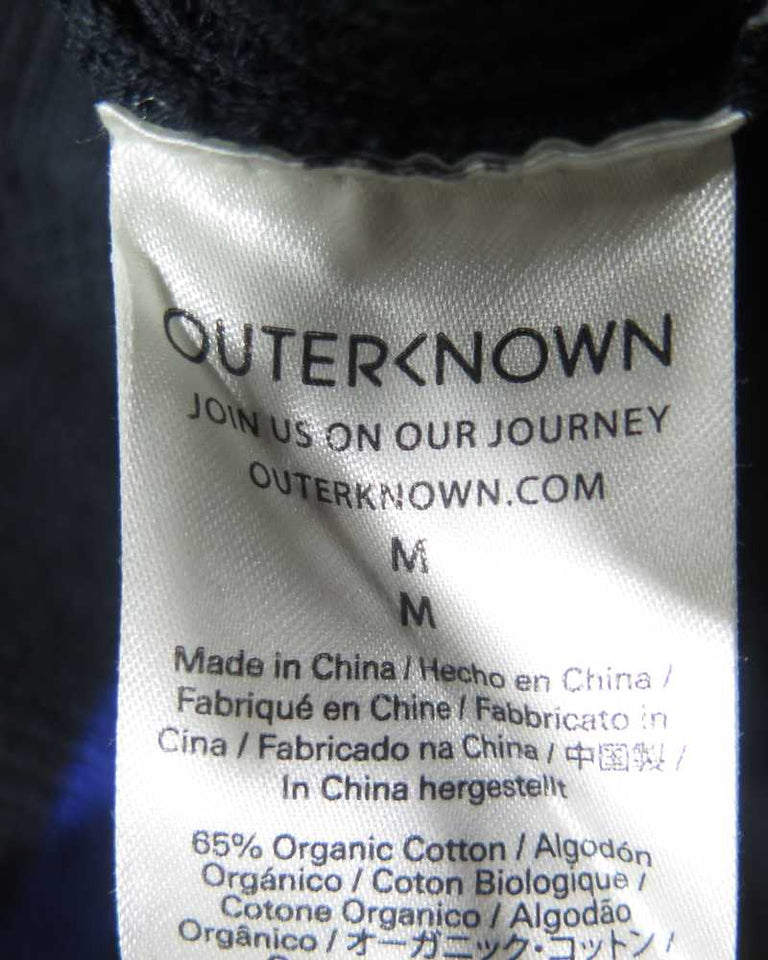 OUTERKNOWN
JOIN US ON OUR JOURNEY
OUTERKNOWN.COM
M
M
Made in China / Hecho en China /
Fabriqué en Chine / Fabbricato in
Cina / Fabricado na China / 中国製 /
In China hergestellt
65% Organic Cotton / Algodón
Orgánico / Coton Biologique /
Cotone Organico / Algodão
Orgânico / オーガニック・コットン /